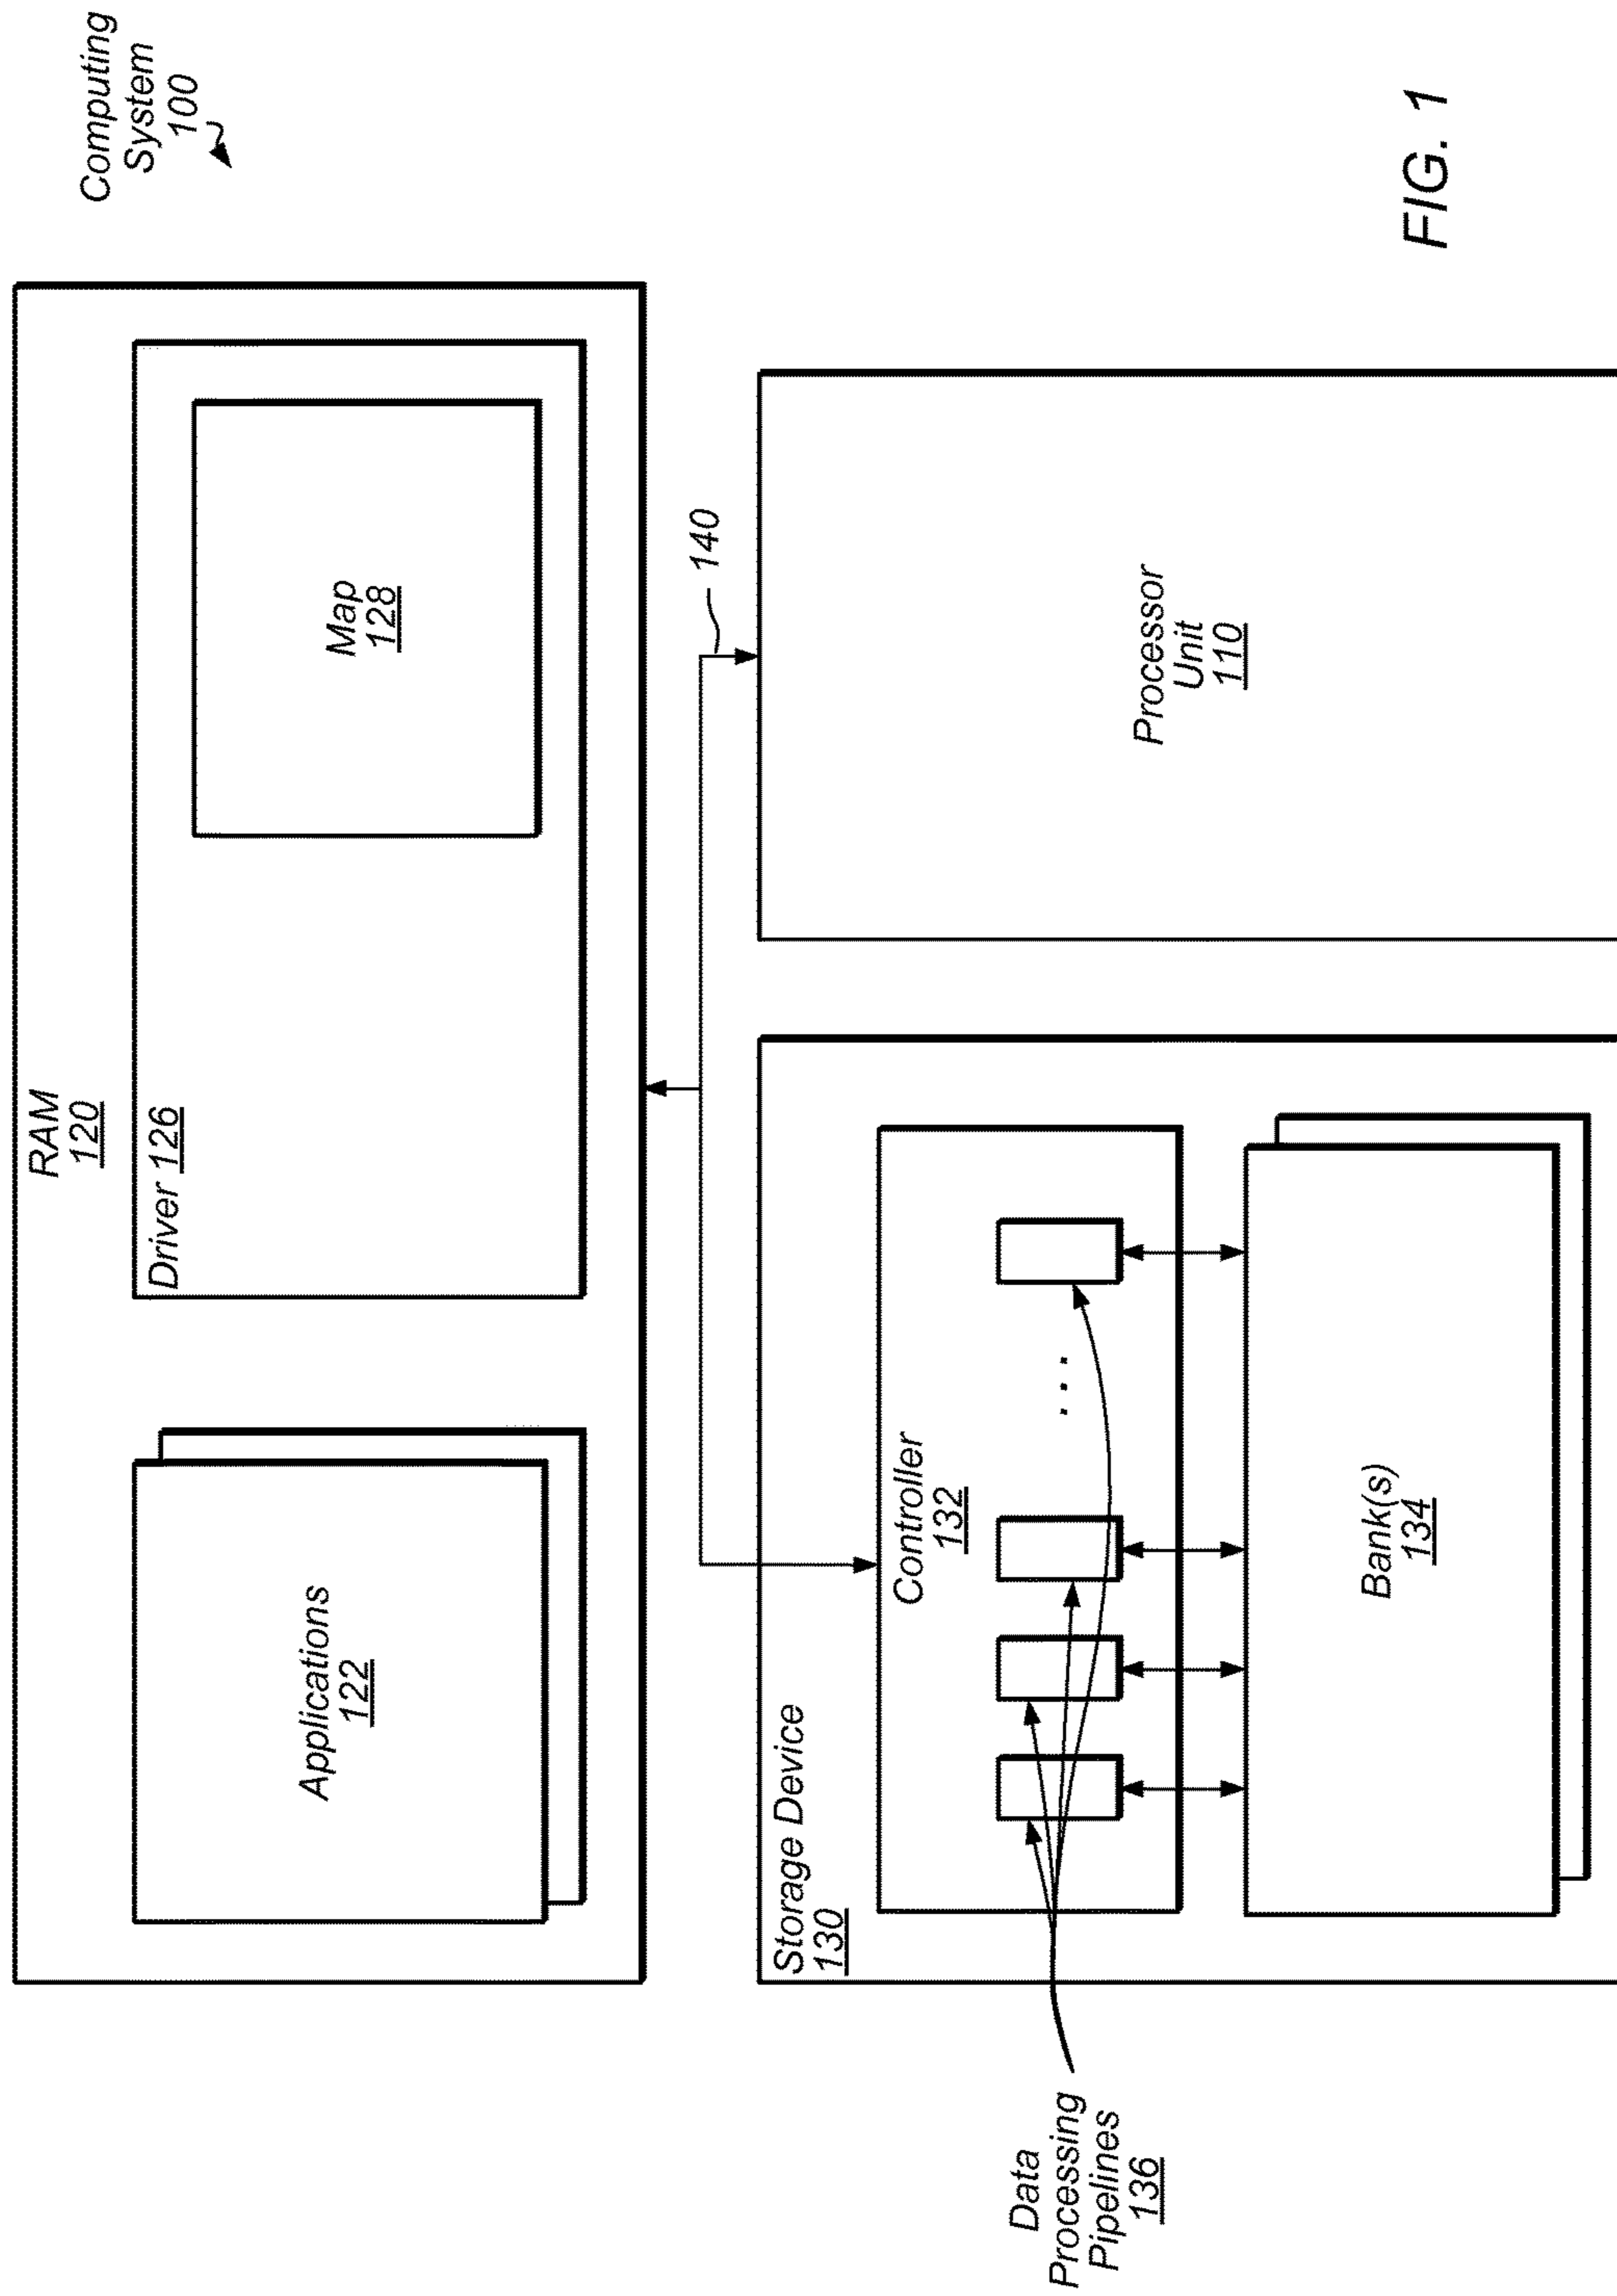 Computing
System
100
RAM
120
Applications
122
Driver 126
Map
128
140
Storage Device
130
Controller
132
Data
Processing
Pipelines
136
. . .
Bank(s)
134
Processor
Unit
110
FIG. 1